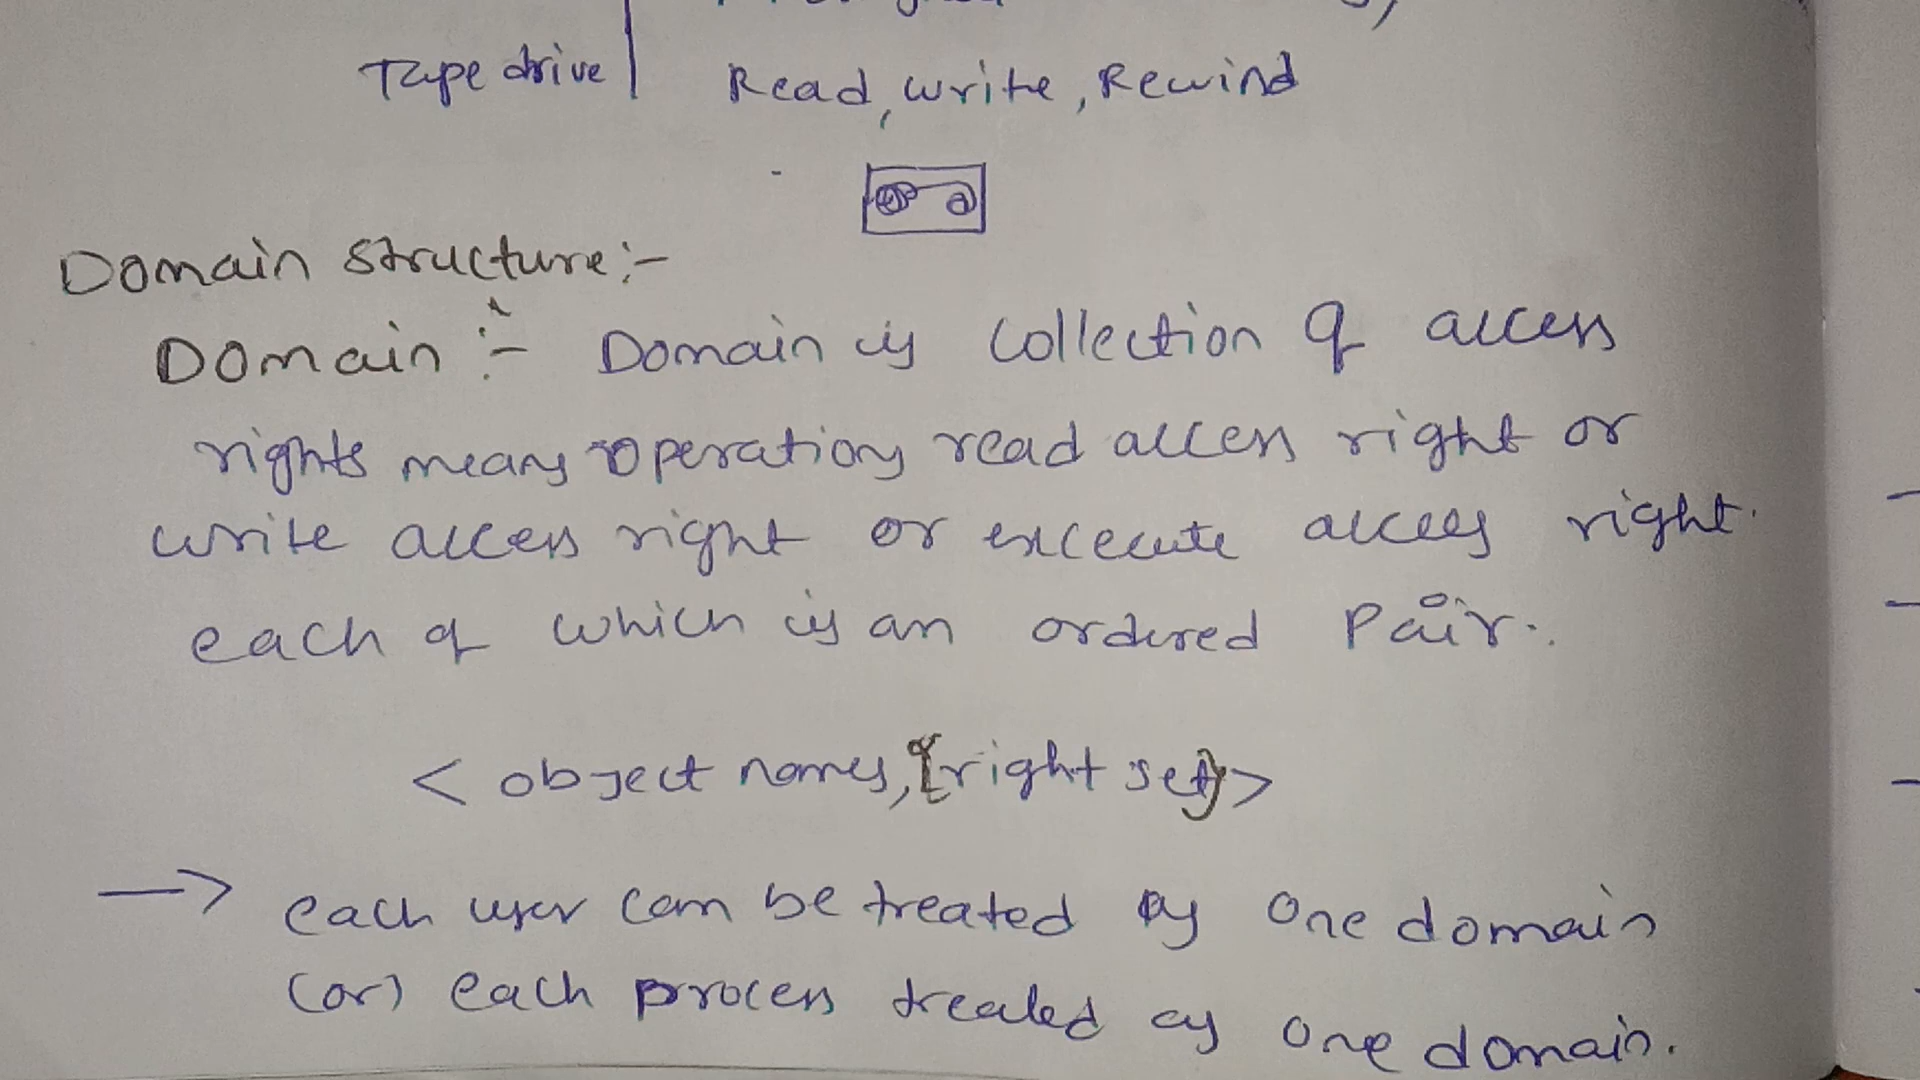 Tape drive | Read, write, Rewind
Domain structure:-
Domain :- Domain is collection of access
rights means operations read access right or
write access right or excecute access right.
each of which is an ordered Pair.
< object names, {right set} >
→ each user can be treated as one domain
(or) each process treated as one domain.